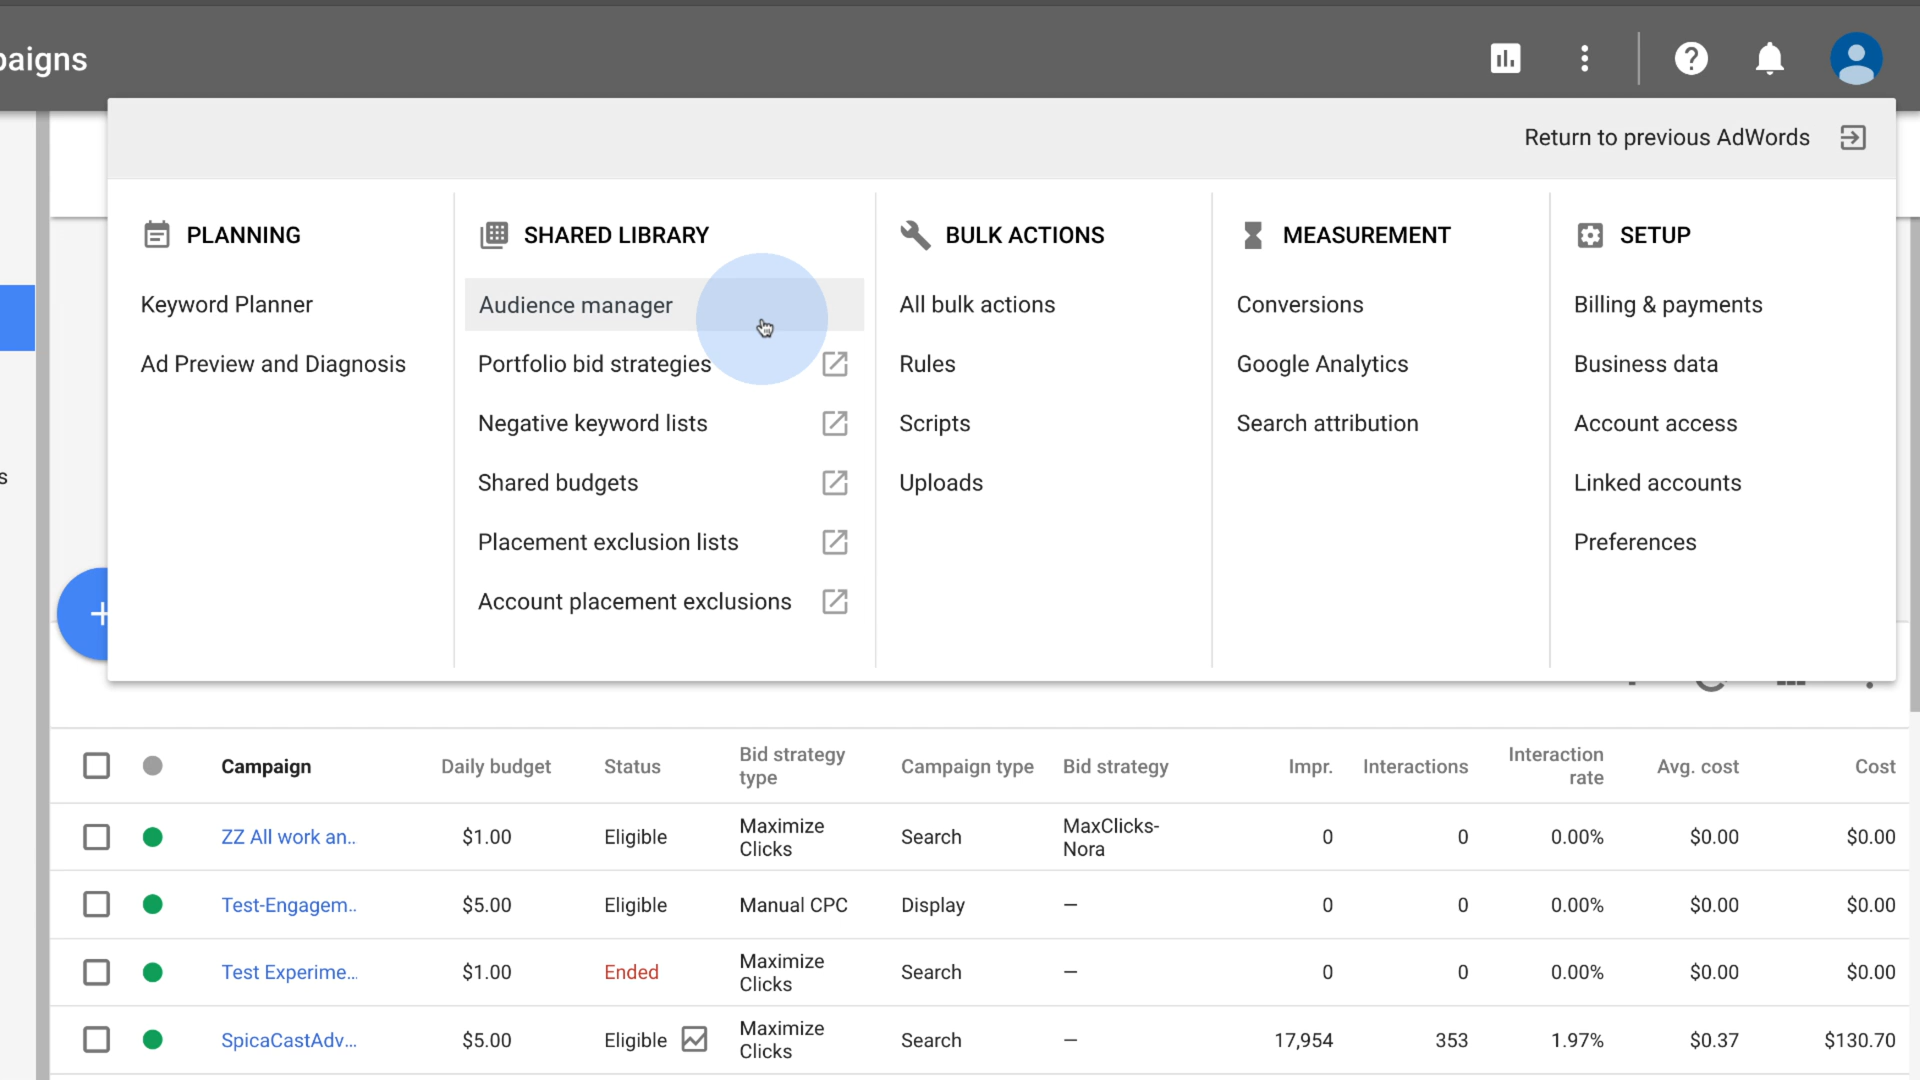 paigns
Return to previous AdWords
PLANNING
Keyword Planner
Ad Preview and Diagnosis
SHARED LIBRARY
Audience manager
Portfolio bid strategies
Negative keyword lists
Shared budgets
Placement exclusion lists
Account placement exclusions
BULK ACTIONS
All bulk actions
Rules
Scripts
Uploads
MEASUREMENT
Conversions
Google Analytics
Search attribution
SETUP
Billing & payments
Business data
Account access
Linked accounts
Preferences
s
Campaign Daily budget Status Bid strategy type Campaign type Bid strategy Impr. Interactions Interaction rate Avg. cost Cost
ZZ All work an.. $1.00 Eligible Maximize Clicks Search MaxClicks-Nora 0 0 0.00% $0.00 $0.00
Test-Engagem.. $5.00 Eligible Manual CPC Display — 0 0 0.00% $0.00 $0.00
Test Experime... $1.00 Ended Maximize Clicks Search — 0 0 0.00% $0.00 $0.00
SpicaCastAdv... $5.00 Eligible Maximize Clicks Search — 17,954 353 1.97% $0.37 $130.70